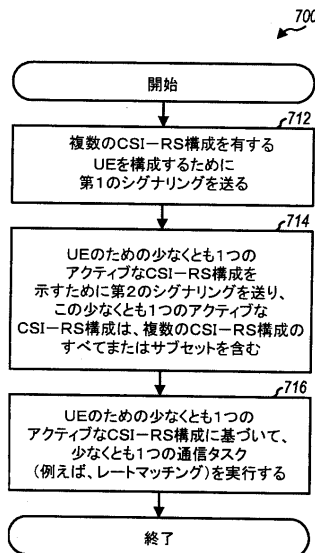 700
開始
712
複数のCSI-RS構成を有する
UEを構成するために
第1のシグナリングを送る
714
UEのための少なくとも1つの
アクティブなCSI-RS構成を
示すために第2のシグナリングを送り、
この少なくとも1つのアクティブな
CSI-RS構成は、複数のCSI-RS構成の
すべてまたはサブセットを含む
716
UEのための少なくとも1つの
アクティブなCSI-RS構成に基づいて、
少なくとも1つの通信タスク
(例えば、レートマッチング)を実行する
終了